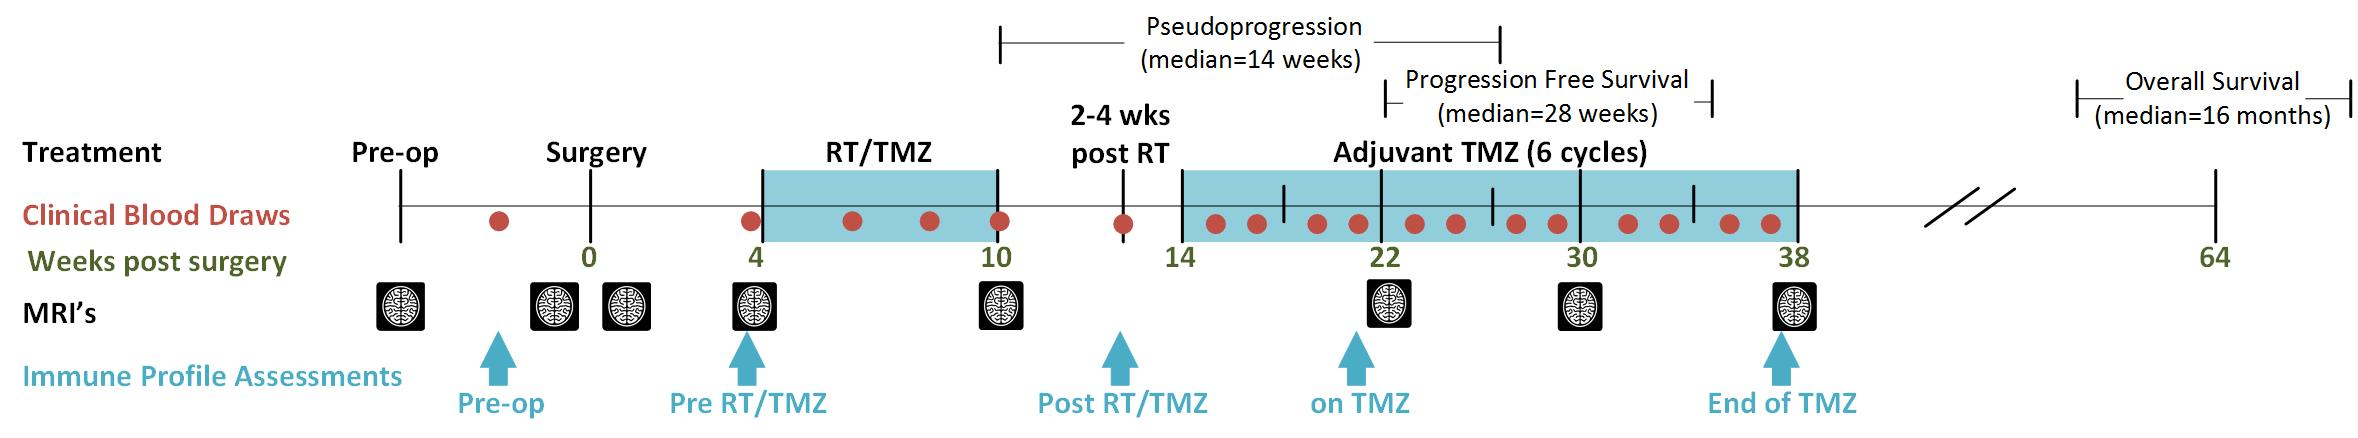 Pseudoprogression
(median=14 weeks)
Progression Free Survival
(median=28 weeks)
Overall Survival
(median=16 months)
Treatment
Pre-op
Surgery
RT/TMZ
2-4 wks
post RT
Adjuvant TMZ (6 cycles)
Clinical Blood Draws
Weeks post surgery
0
4
10
14
22
30
38
64
MRI’s
Immune Profile Assessments
Pre-op
Pre RT/TMZ
Post RT/TMZ
on TMZ
End of TMZ